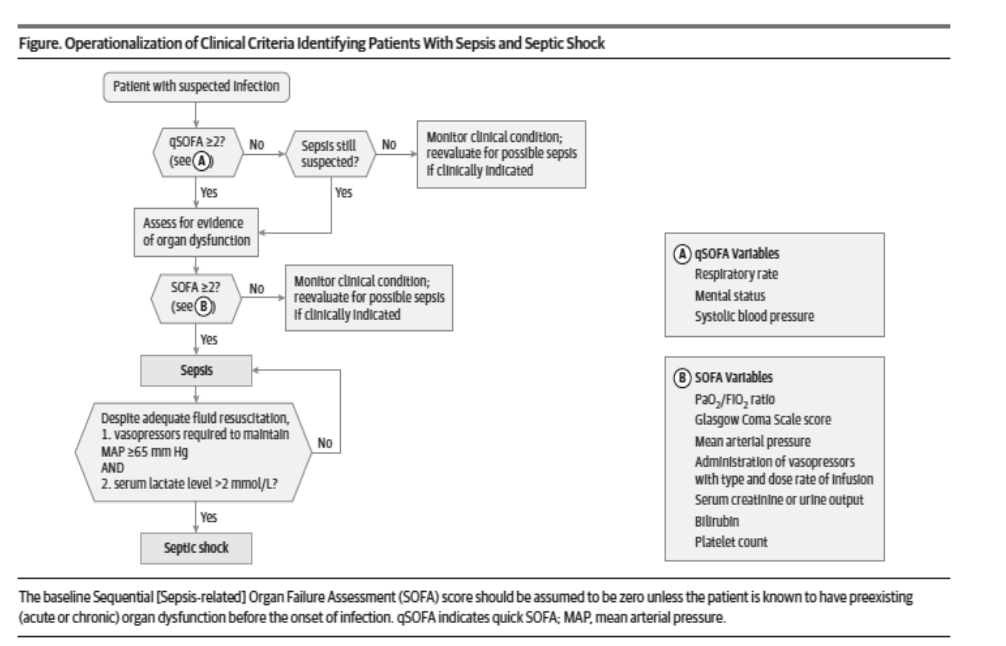 Figure. Operationalization of Clinical Criteria Identifying Patients With Sepsis and Septic Shock
Patient with suspected infection
qSOFA ≥2?
(see A)
No
Sepsis still
suspected?
No
Monitor clinical condition;
reevaluate for possible sepsis
if clinically indicated
Yes
Yes
Assess for evidence
of organ dysfunction
SOFA ≥2?
(see B)
No
Monitor clinical condition;
reevaluate for possible sepsis
if clinically indicated
Yes
Sepsis
Despite adequate fluid resuscitation,
1. vasopressors required to maintain
MAP ≥65 mm Hg
AND
2. serum lactate level >2 mmol/L?
No
Yes
Septic shock
A qSOFA Variables
Respiratory rate
Mental status
Systolic blood pressure
B SOFA Variables
PaO₂/FIO₂ ratio
Glasgow Coma Scale score
Mean arterial pressure
Administration of vasopressors
with type and dose rate of infusion
Serum creatinine or urine output
Bilirubin
Platelet count
The baseline Sequential [Sepsis-related] Organ Failure Assessment (SOFA) score should be assumed to be zero unless the patient is known to have preexisting
(acute or chronic) organ dysfunction before the onset of infection. qSOFA indicates quick SOFA; MAP, mean arterial pressure.